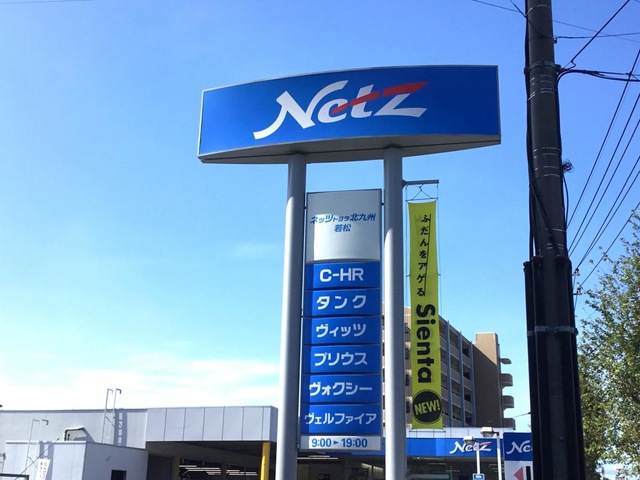 Netz
ネッツトヨタ北九州
若松
C-HR
タンク
ヴィッツ
プリウス
ヴォクシー
ヴェルファイア
9:00▶19:00
ふだんをアゲる
Sienta
NEW!
Netz
Netz